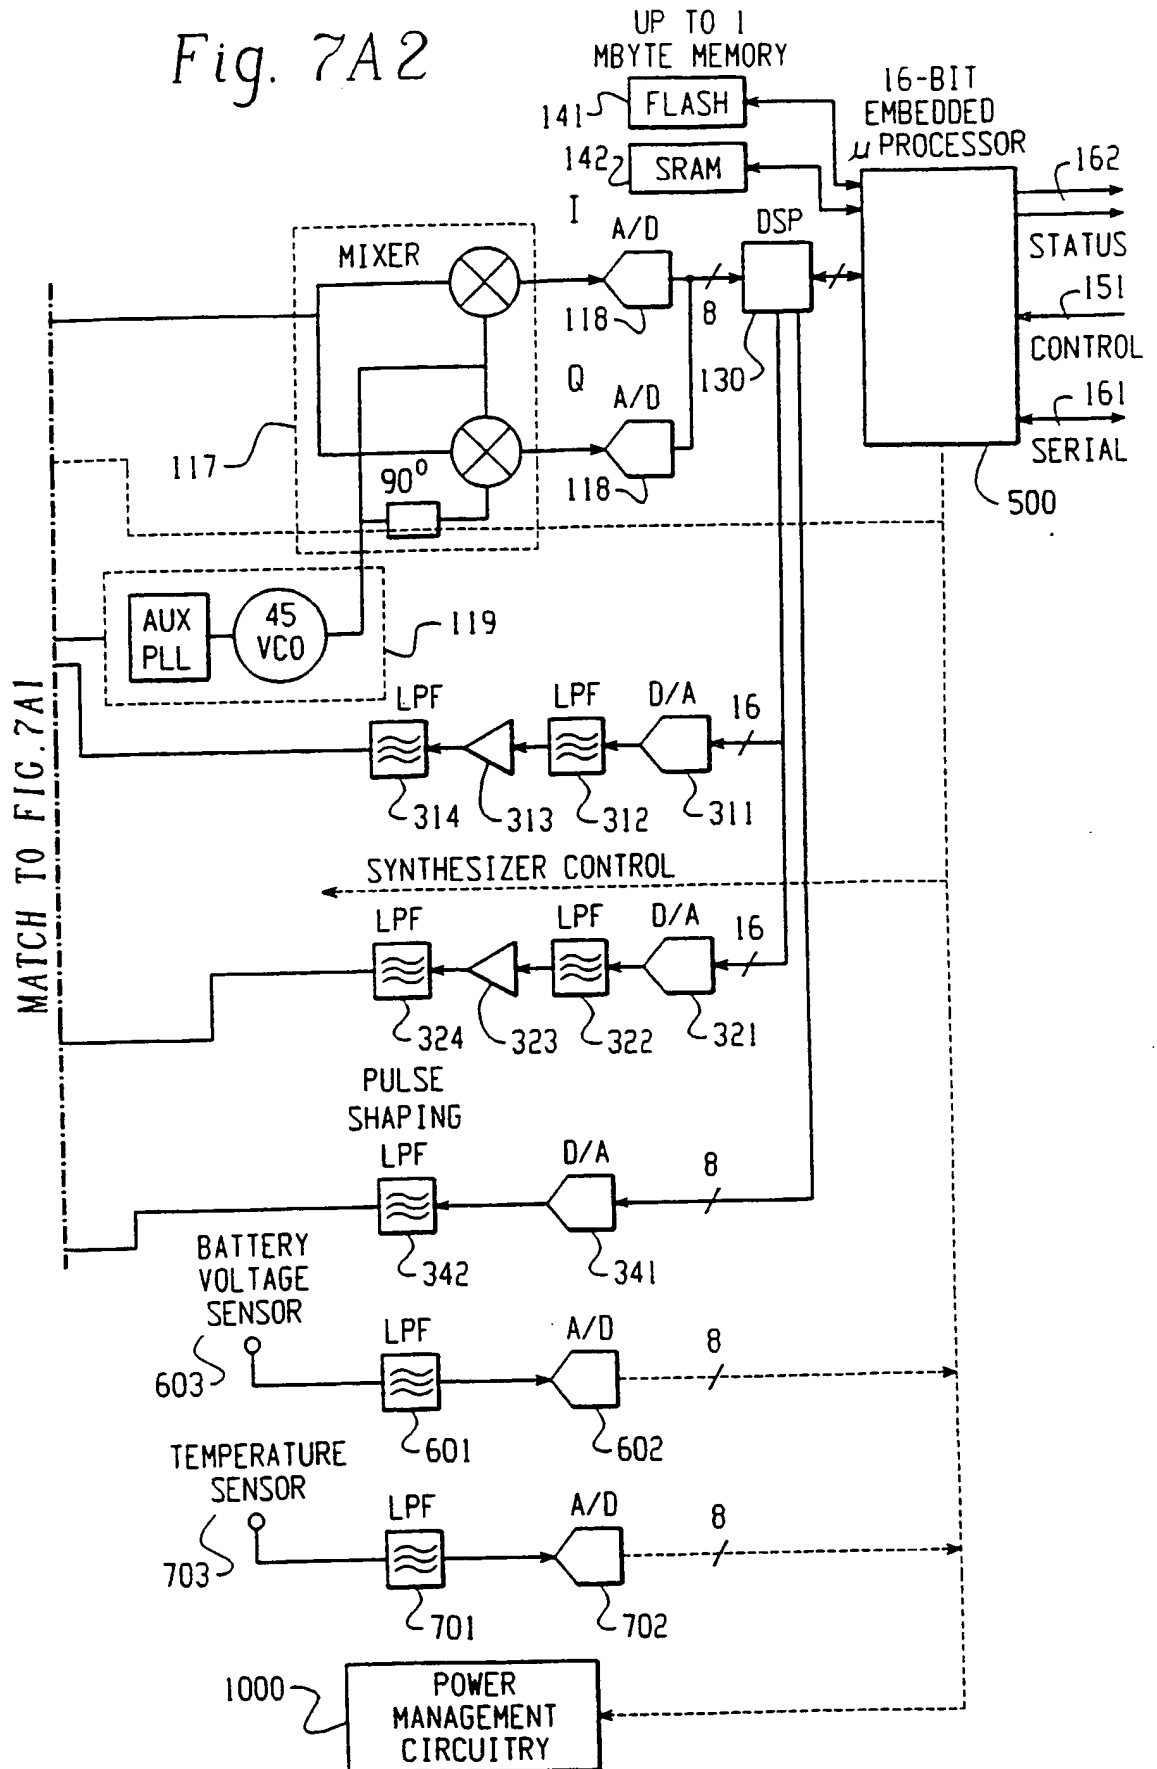 Fig. 7A2
UP TO 1
MBYTE MEMORY
141
FLASH
142
SRAM
16-BIT
EMBEDDED
μ PROCESSOR
162
STATUS
151
CONTROL
161
SERIAL
500
I
A/D
118
8
DSP
130
MIXER
Q
A/D
118
117
90°
AUX
PLL
45
VCO
119
MATCH TO FIG.7A1
LPF
314
313
LPF
312
D/A
311
16
SYNTHESIZER CONTROL
LPF
324
323
LPF
322
D/A
321
16
PULSE
SHAPING
LPF
342
D/A
341
8
BATTERY
VOLTAGE
SENSOR
603
LPF
601
A/D
602
8
TEMPERATURE
SENSOR
703
LPF
701
A/D
702
8
1000
POWER
MANAGEMENT
CIRCUITRY